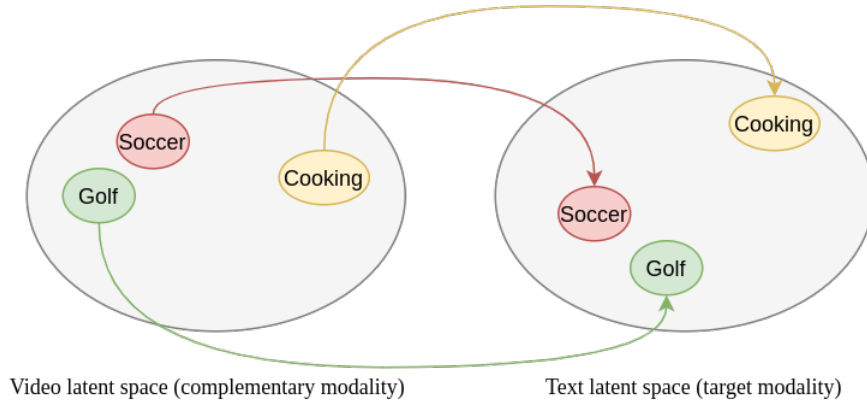 Soccer
Golf
Cooking
Cooking
Soccer
Golf
Video latent space (complementary modality)
Text latent space (target modality)